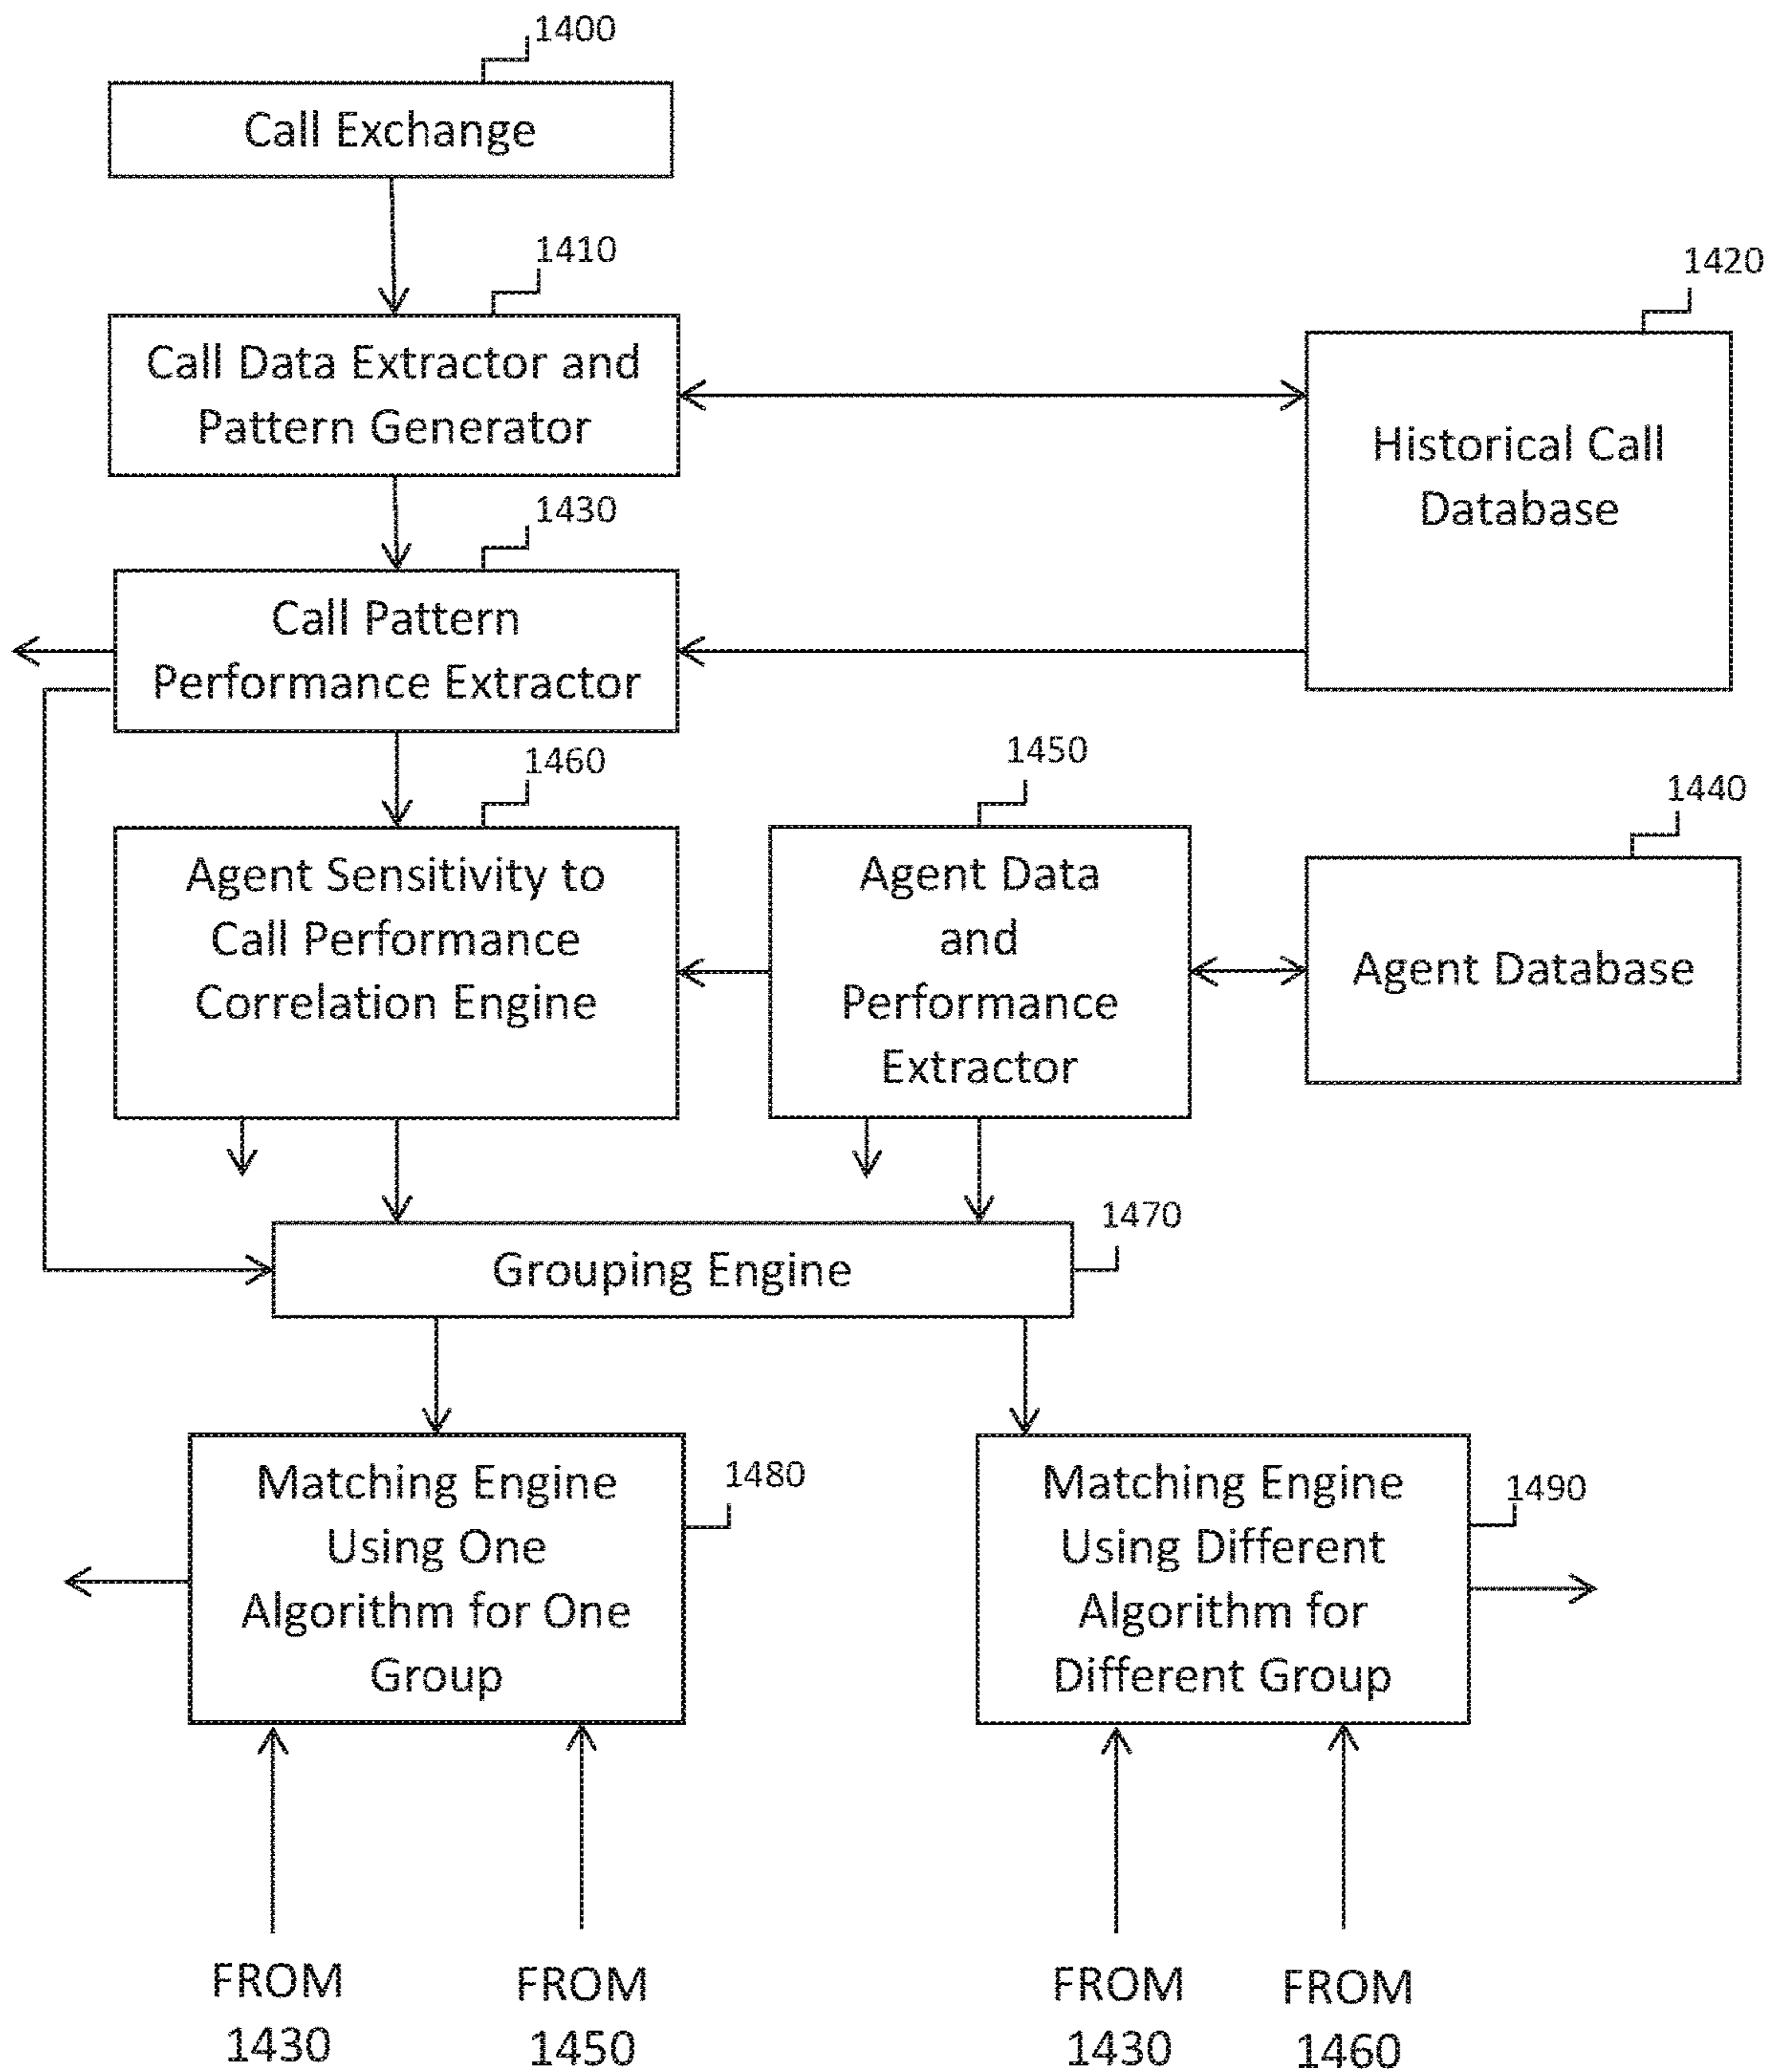 1400
Call Exchange
1410
1420
Call Data Extractor and
Pattern Generator
Historical Call
Database
1430
Call Pattern
Performance Extractor
1460
1450
1440
Agent Sensitivity to
Call Performance
Correlation Engine
Agent Data
and
Performance
Extractor
Agent Database
1470
Grouping Engine
1480
Matching Engine
Using One
Algorithm for One
Group
1490
Matching Engine
Using Different
Algorithm for
Different Group
FROM
1430
FROM
1450
FROM
1430
FROM
1460